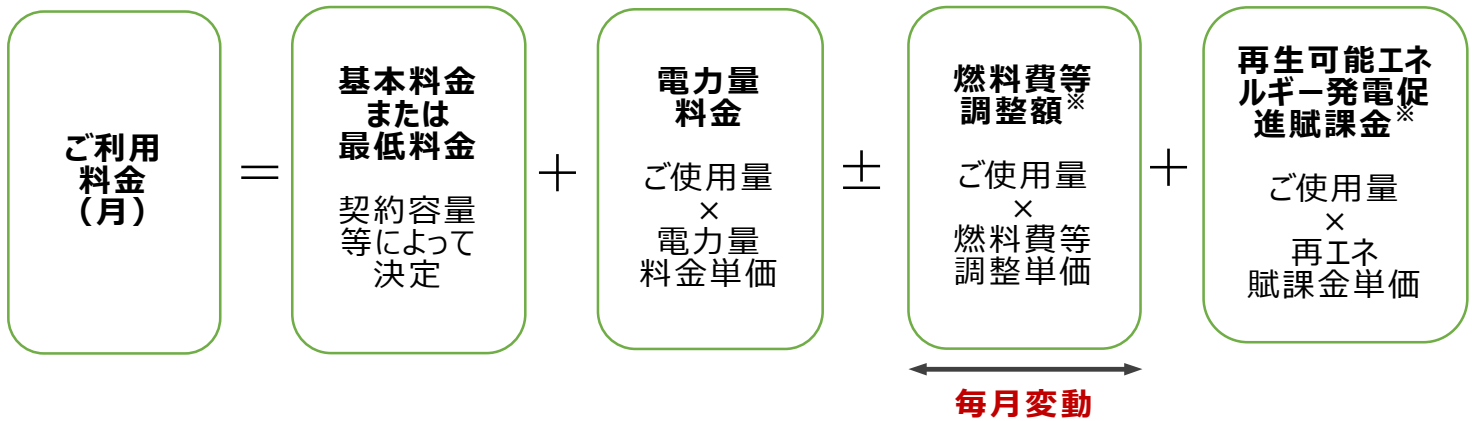 ご利用
料金
(月)
＝
基本料金
または
最低料金
契約容量
等によって
決定
＋
電力量
料金
ご使用量
×
電力量
料金単価
±
燃料費等
調整額※
ご使用量
×
燃料費等
調整単価
＋
再生可能エネ
ルギー発電促
進賦課金※
ご使用量
×
再エネ
賦課金単価
毎月変動